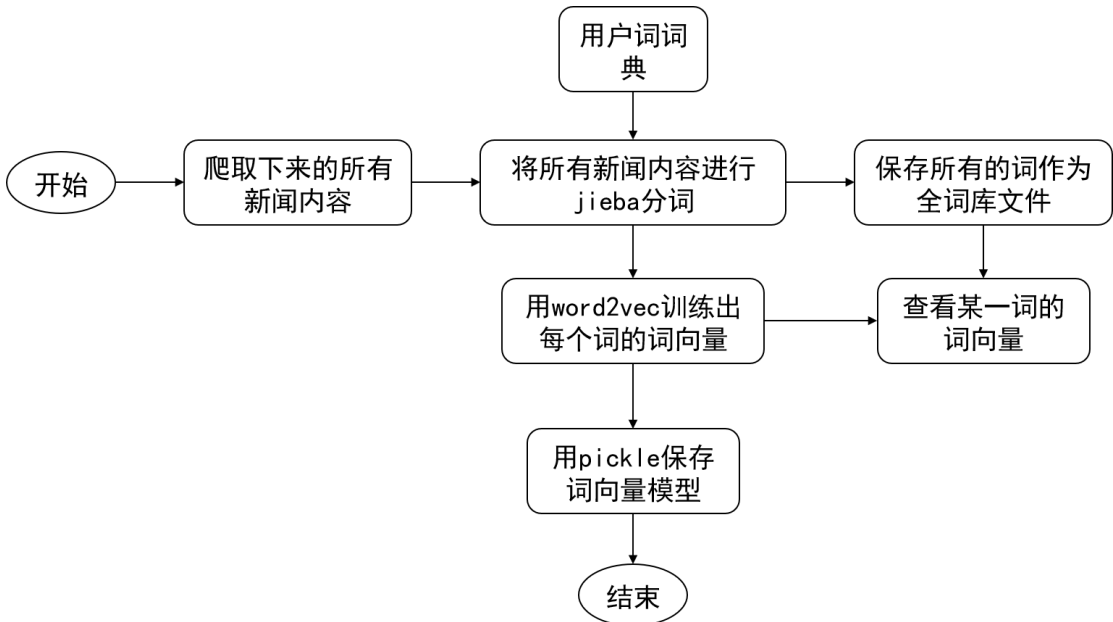 用户词词
典
开始
爬取下来的所有
新闻内容
将所有新闻内容进行
jieba分词
保存所有的词作为
全词库文件
用word2vec训练出
每个词的词向量
查看某一词的
词向量
用pickle保存
词向量模型
结束